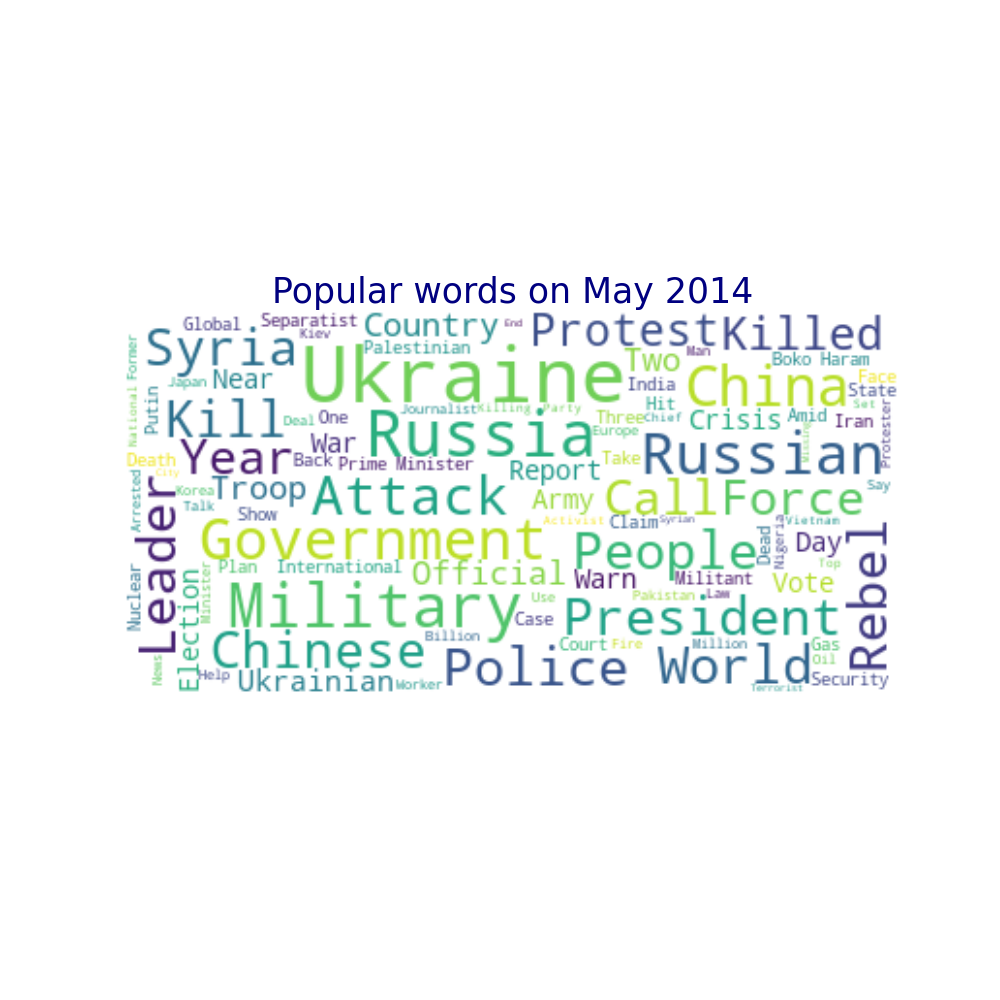 Popular words on May 2014
Global
Separatist
Kiev
Country
End
Protest
Killed
Former
Syria
Palestinian
Ukraine
Two
Man
Boko Haram
Japan
Near
India
China
Face
State
National
Putin
Kill
Deal
One
Journalist
Killing
Party
Three
Chief
Hit
Crisis
Amid
Set
Iran
Protester
Missing
Russia
Europe
War
Year
Back
Prime Minister
Report
Take
Russian
Death
City
Arrested
Korea
Talk
Troop
Attack
Army
Call
Force
Say
Leader
Show
Activist
Claim
Syrian
Dead
Nigeria
Vietnam
Day
Top
Rebel
Government
People
Nuclear
Election
Minister
Plan
International
Official
Warn
Militant
Law
Vote
Military
Use
Pakistan
Case
President
Chinese
Billion
Court
Fire
Million
Gas
Oil
News
Help
Ukrainian
Worker
Police
World
Terrorist
Security